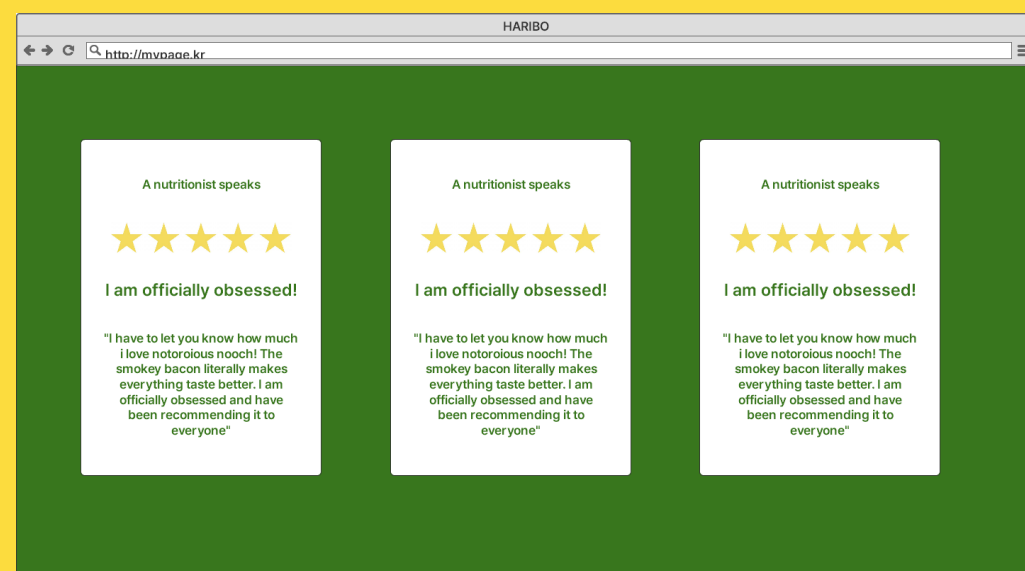 HARIBO
http://mypage.kr
A nutritionist speaks
I am officially obsessed!
"I have to let you know how much
i love notoroious nooch! The
smokey bacon literally makes
everything taste better. I am
officially obsessed and have
been recommending it to
everyone"
A nutritionist speaks
I am officially obsessed!
"I have to let you know how much
i love notoroious nooch! The
smokey bacon literally makes
everything taste better. I am
officially obsessed and have
been recommending it to
everyone"
A nutritionist speaks
I am officially obsessed!
"I have to let you know how much
i love notoroious nooch! The
smokey bacon literally makes
everything taste better. I am
officially obsessed and have
been recommending it to
everyone"